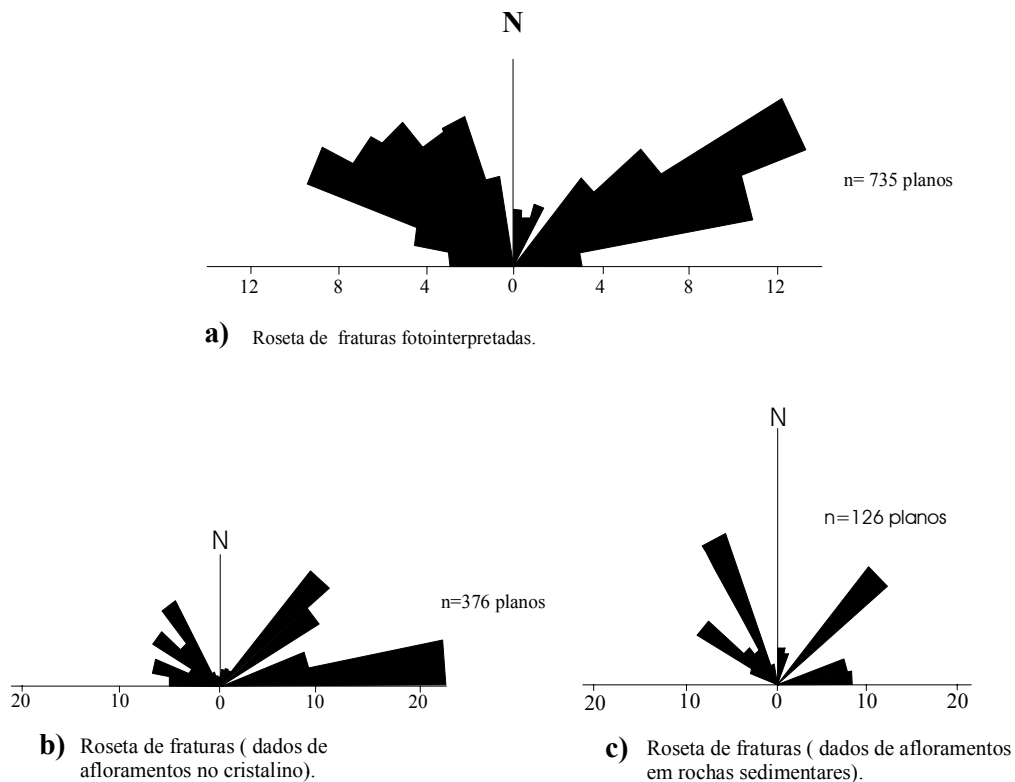 N
n= 735 planos
12 8 4 0 4 8 12
a) Roseta de fraturas fotointerpretadas.
N
n=376 planos
20 10 0 10 20
b) Roseta de fraturas ( dados de
afloramentos no cristalino).
N
n=126 planos
20 10 0 10 20
c) Roseta de fraturas ( dados de afloramentos
em rochas sedimentares).